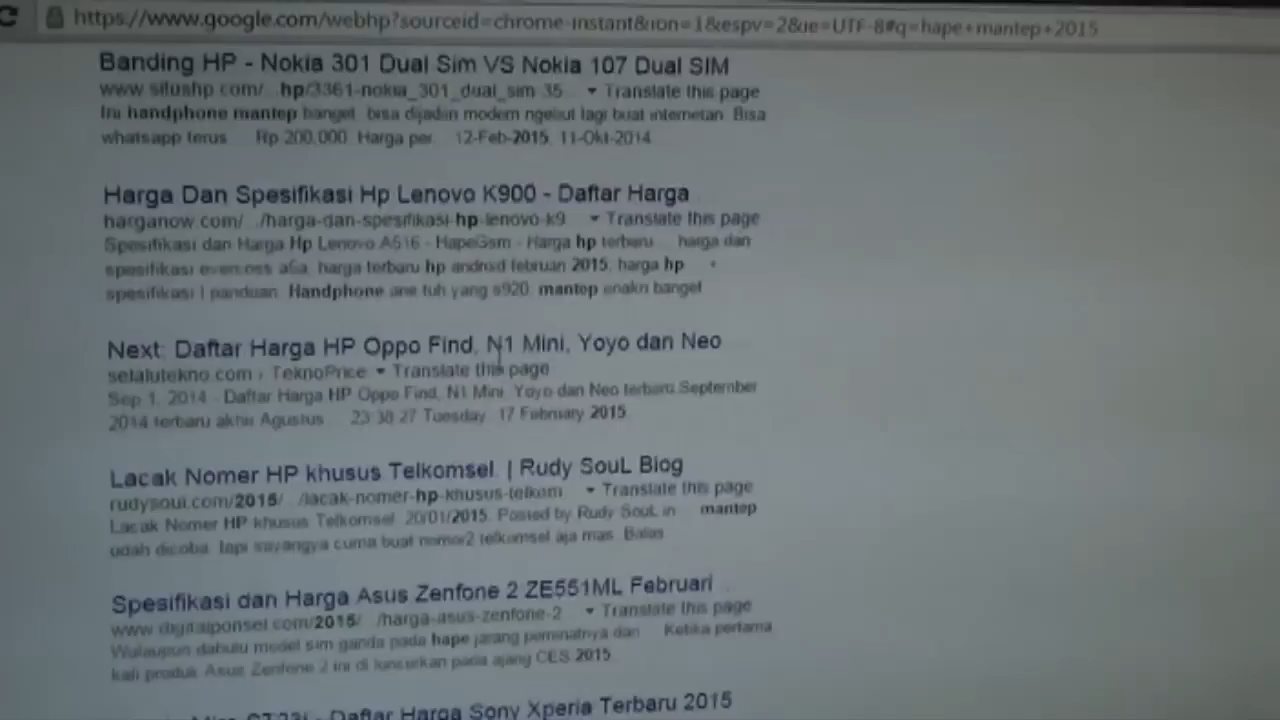 https://www.google.com/webhp?sourceid=chrome-instant&ion=1&espv=2&ie=UTF-8#q=hape+mantep+2015
Banding HP - Nokia 301 Dual Sim VS Nokia 107 Dual SIM
www.situshp.com/...hp/3361-nokia_301_dual_sim-35... ▾ Translate this page
Ini handphone mantep banget. bisa dijadiin modem ngebut lagi buat internetan. Bisa
whatsapp terus ... Rp 200.000. Harga per ... 12-Feb-2015, 11-Okt-2014
Harga Dan Spesifikasi Hp Lenovo K900 - Daftar Harga ...
harganow.com/.../harga-dan-spesifikasi-hp-lenovo-k9... ▾ Translate this page
Spesifikasi dan Harga Hp Lenovo A516 - HapeGsm - Harga hp terbaru ... harga dan
spesifikasi evercoss a6a, harga terbaru hp android februari 2015, harga hp +
spesifikasi | panduan. Handphone ane tuh yang s920, mantep enakn banget
Next: Daftar Harga HP Oppo Find, N1 Mini, Yoyo dan Neo
selalutekno.com › TeknoPrice ▾ Translate this page
Sep 1, 2014 - Daftar Harga HP Oppo Find, N1 Mini, Yoyo dan Neo terbaru September
2014 terbaru akhir Agustus ... 23:38:27 Tuesday, 17 February 2015.
Lacak Nomer HP khusus Telkomsel. | Rudy SouL Blog
rudysoul.com/2015/.../lacak-nomer-hp-khusus-telkom... ▾ Translate this page
Lacak Nomer HP khusus Telkomsel. 20/01/2015. Posted by Rudy SouL in ... mantep
udah dicoba, tapi sayangya cuma buat nomor2 telkomsel aja mas. Balas.
Spesifikasi dan Harga Asus Zenfone 2 ZE551ML Februari ...
www.digitalponsel.com/2015/.../harga-asus-zenfone-2... ▾ Translate this page
Walaupun dahulu model sim ganda pada hape jarang peminatnya dan ... Ketika pertama
kali produk Asus Zenfone 2 ini di luncurkan pada ajang CES 2015.
- Daftar Harga Sony Xperia Terbaru 2015